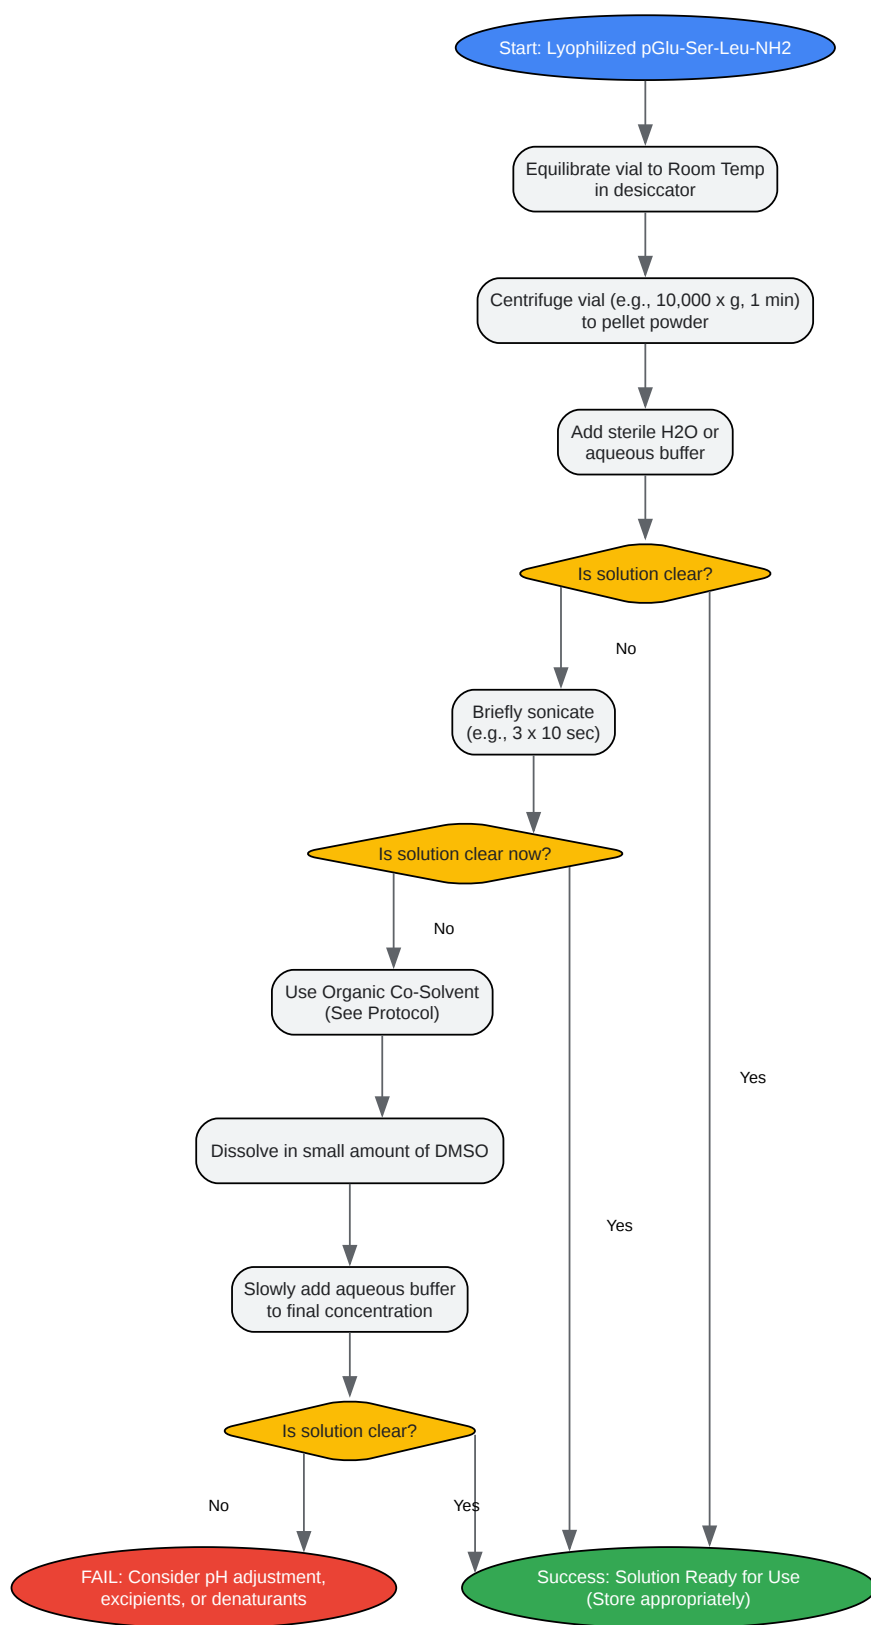 Start: Lyophilized pGlu-Ser-Leu-NH2
Equilibrate vial to Room Temp
in desiccator
Centrifuge vial (e.g., 10,000 x g, 1 min)
to pellet powder
Add sterile H2O or
aqueous buffer
Is solution clear?
No
Briefly sonicate
(e.g., 3 x 10 sec)
Is solution clear now?
No
Use Organic Co-Solvent
(See Protocol)
Yes
Dissolve in small amount of DMSO
Yes
Slowly add aqueous buffer
to final concentration
Is solution clear?
No
Yes
FAIL: Consider pH adjustment,
excipients, or denaturants
Success: Solution Ready for Use
(Store appropriately)